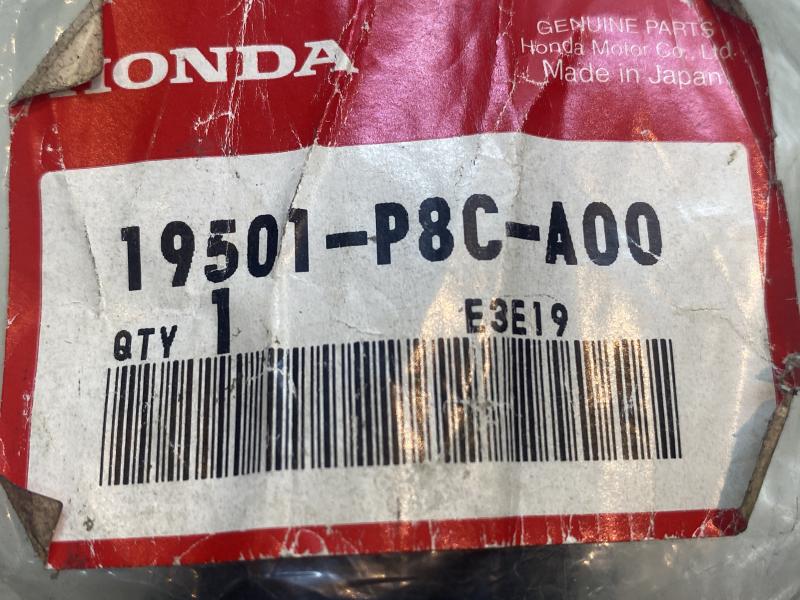 HONDA
GENUINE PARTS
Honda Motor Co., Ltd.
Made in Japan
19501-P8C-A00
QTY 1
E3E19